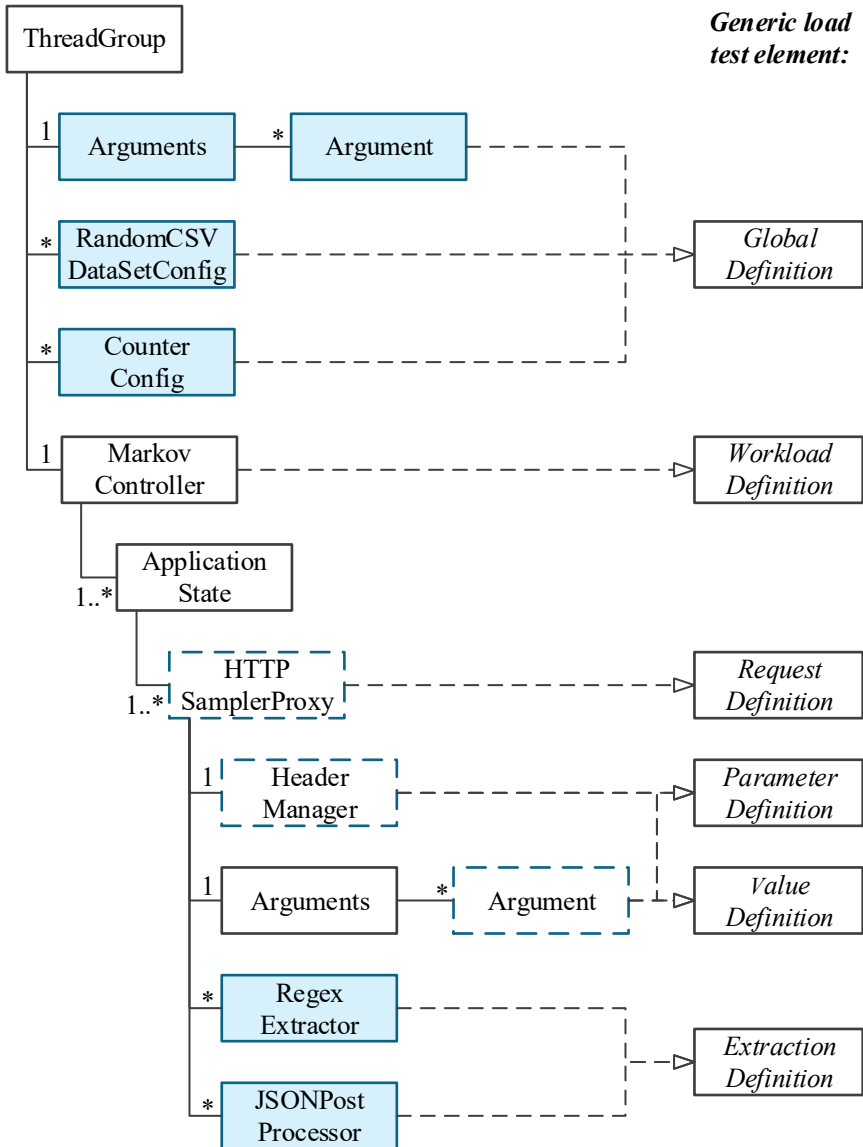 ThreadGroup
Generic load
test element:
1
Arguments
*
Argument
*
RandomCSV
DataSetConfig
Global
Definition
*
Counter
Config
1
Markov
Controller
Workload
Definition
1..*
Application
State
1..*
HTTP
SamplerProxy
Request
Definition
1
Header
Manager
Parameter
Definition
1
Arguments
*
Argument
Value
Definition
*
Regex
Extractor
Extraction
Definition
*
JSONPost
Processor